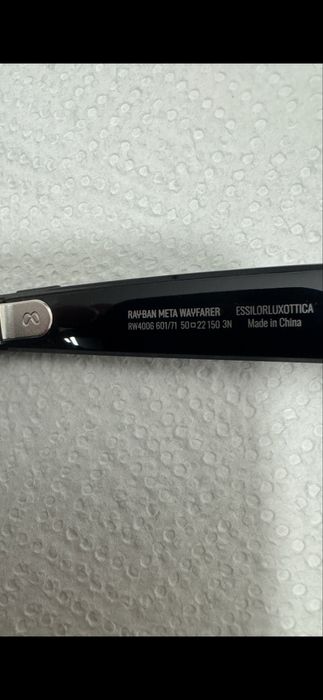 RAY-BAN META WAYFARER
RW4006 601/71 50□22 150 3N
ESSILORLUXOTTICA
Made in China